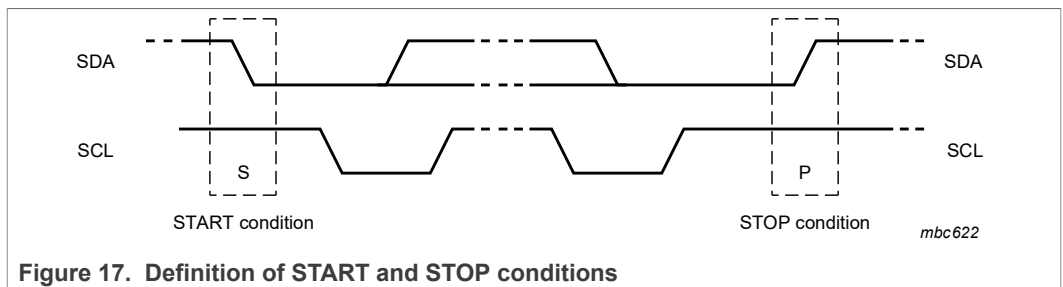 SDA
SDA
SCL
SCL
S
P
START condition
STOP condition
mbc622
Figure 17. Definition of START and STOP conditions